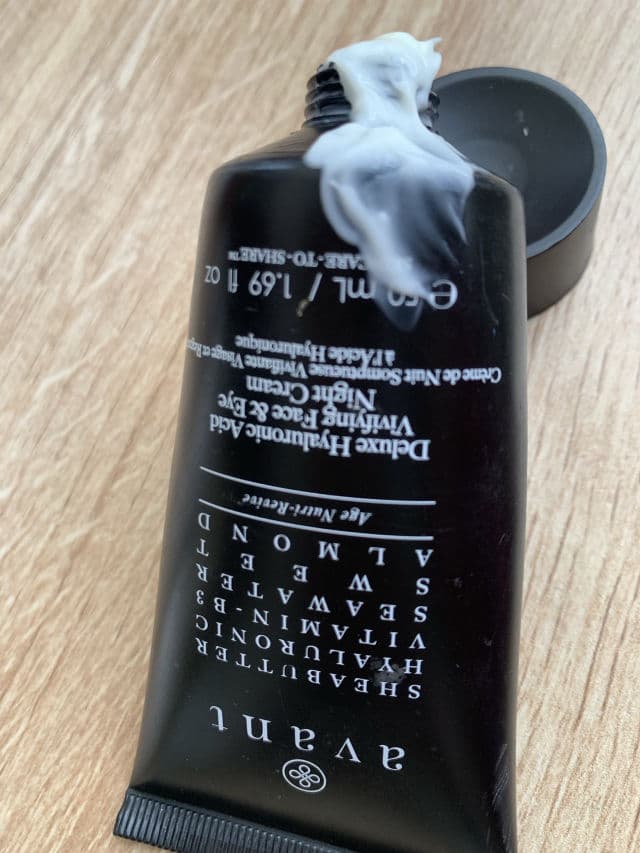 avant
SHEABUTTER
HYALURONIC
VITAMIN-B3
SEAWATER
SWEET
ALMOND
Age Nutri-Revive
Deluxe Hyaluronic Acid
Vivifying Face & Eye
Night Cream
Crème de Nuit Somptueuse Vivifiante Visage et
à l'Acide Hyaluronique
℮50 mL / 1.69 fl oz
CARE-TO-SHARE™